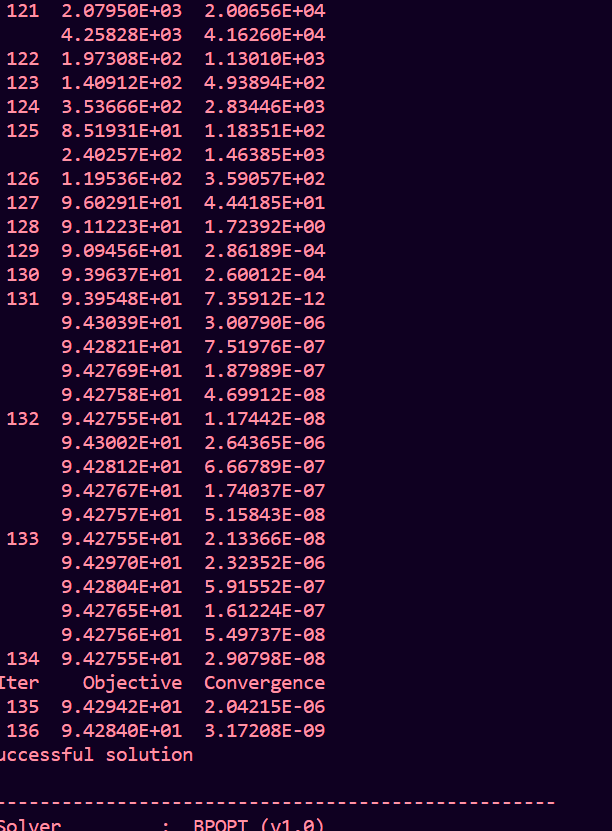 121 2.07950E+03 2.00656E+04
4.25828E+03 4.16260E+04
122 1.97308E+02 1.13010E+03
123 1.40912E+02 4.93894E+02
124 3.53666E+02 2.83446E+03
125 8.51931E+01 1.18351E+02
2.40257E+02 1.46385E+03
126 1.19536E+02 3.59057E+02
127 9.60291E+01 4.44185E+01
128 9.11223E+01 1.72392E+00
129 9.09456E+01 2.86189E-04
130 9.39637E+01 2.60012E-04
131 9.39548E+01 7.35912E-12
9.43039E+01 3.00790E-06
9.42821E+01 7.51976E-07
9.42769E+01 1.87989E-07
9.42758E+01 4.69912E-08
132 9.42755E+01 1.17442E-08
9.43002E+01 2.64365E-06
9.42812E+01 6.66789E-07
9.42767E+01 1.74037E-07
9.42757E+01 5.15843E-08
133 9.42755E+01 2.13366E-08
9.42970E+01 2.32352E-06
9.42804E+01 5.91552E-07
9.42765E+01 1.61224E-07
9.42756E+01 5.49737E-08
134 9.42755E+01 2.90798E-08
Iter Objective Convergence
135 9.42942E+01 2.04215E-06
136 9.42840E+01 3.17208E-09
uccessful solution
---------------------------------------------------
Solver : BPOPT (v1.0)